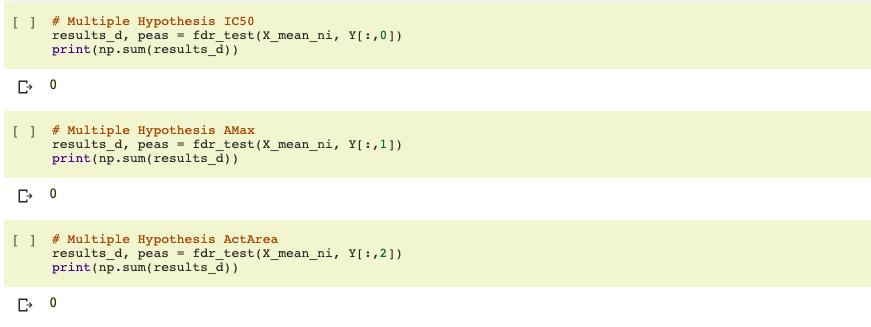 [ ] # Multiple Hypothesis IC50
results_d, peas = fdr_test(X_mean_ni, Y[:,0])
print(np.sum(results_d))
0
[ ] # Multiple Hypothesis AMax
results_d, peas = fdr_test(X_mean_ni, Y[:,1])
print(np.sum(results_d))
0
[ ] # Multiple Hypothesis ActArea
results_d, peas = fdr_test(X_mean_ni, Y[:,2])
print(np.sum(results_d))
0